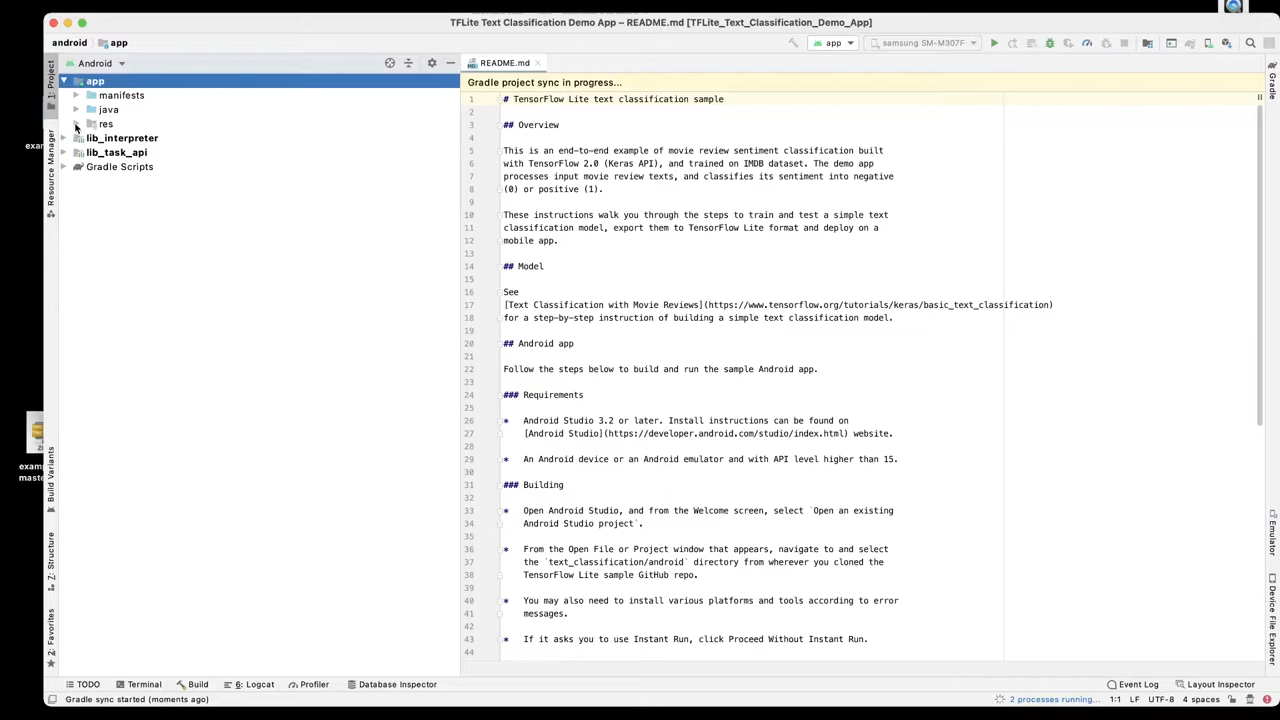 TFLite Text Classification Demo App – README.md [TFLite_Text_Classification_Demo_App]
android app
app
samsung SM-M307F
1: Project
Resource Manager
Build Variants
7: Structure
2: Favorites
Android
app
manifests
java
res
lib_interpreter
lib_task_api
Gradle Scripts
exam
exam
mast
README.md
Gradle project sync in progress...
1 # TensorFlow Lite text classification sample
2
3 ## Overview
4
5 This is an end-to-end example of movie review sentiment classification built
6 with TensorFlow 2.0 (Keras API), and trained on IMDB dataset. The demo app
7 processes input movie review texts, and classifies its sentiment into negative
8 (0) or positive (1).
9
10 These instructions walk you through the steps to train and test a simple text
11 classification model, export them to TensorFlow Lite format and deploy on a
12 mobile app.
13
14 ## Model
15
16 See
17 [Text Classification with Movie Reviews](https://www.tensorflow.org/tutorials/keras/basic_text_classification)
18 for a step-by-step instruction of building a simple text classification model.
19
20 ## Android app
21
22 Follow the steps below to build and run the sample Android app.
23
24 ### Requirements
25
26 * Android Studio 3.2 or later. Install instructions can be found on
27 [Android Studio](https://developer.android.com/studio/index.html) website.
28
29 * An Android device or an Android emulator and with API level higher than 15.
30
31 ### Building
32
33 * Open Android Studio, and from the Welcome screen, select `Open an existing
34 Android Studio project`.
35
36 * From the Open File or Project window that appears, navigate to and select
37 the `text_classification/android` directory from wherever you cloned the
38 TensorFlow Lite sample GitHub repo.
39
40 * You may also need to install various platforms and tools according to error
41 messages.
42
43 * If it asks you to use Instant Run, click Proceed Without Instant Run.
44
Gradle
Emulator
Device File Explorer
TODO Terminal Build 6: Logcat Profiler Database Inspector Event Log Layout Inspector
Gradle sync started (moments ago) 2 processes running... 1:1 LF UTF-8 4 spaces